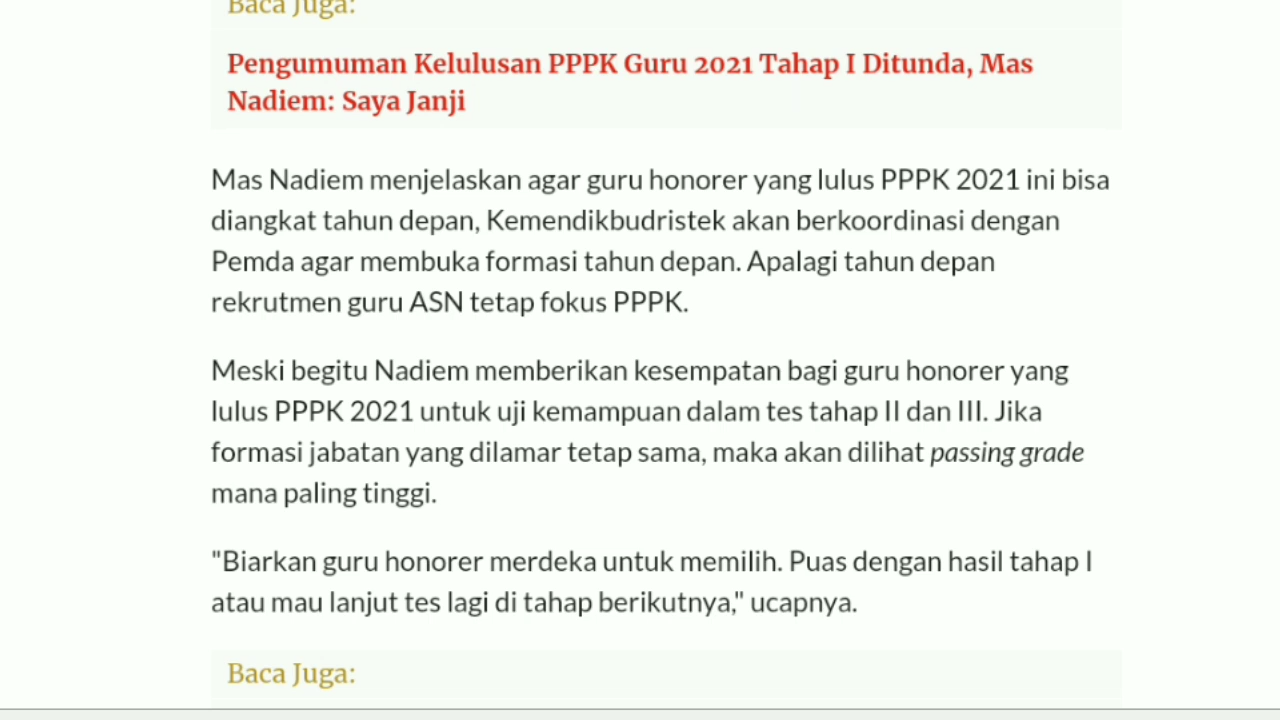 Baca Juga:
Pengumuman Kelulusan PPPK Guru 2021 Tahap I Ditunda, Mas
Nadiem: Saya Janji
Mas Nadiem menjelaskan agar guru honorer yang lulus PPPK 2021 ini bisa
diangkat tahun depan, Kemendikbudristek akan berkoordinasi dengan
Pemda agar membuka formasi tahun depan. Apalagi tahun depan
rekrutmen guru ASN tetap fokus PPPK.
Meski begitu Nadiem memberikan kesempatan bagi guru honorer yang
lulus PPPK 2021 untuk uji kemampuan dalam tes tahap II dan III. Jika
formasi jabatan yang dilamar tetap sama, maka akan dilihat passing grade
mana paling tinggi.
"Biarkan guru honorer merdeka untuk memilih. Puas dengan hasil tahap I
atau mau lanjut tes lagi di tahap berikutnya," ucapnya.
Baca Juga: